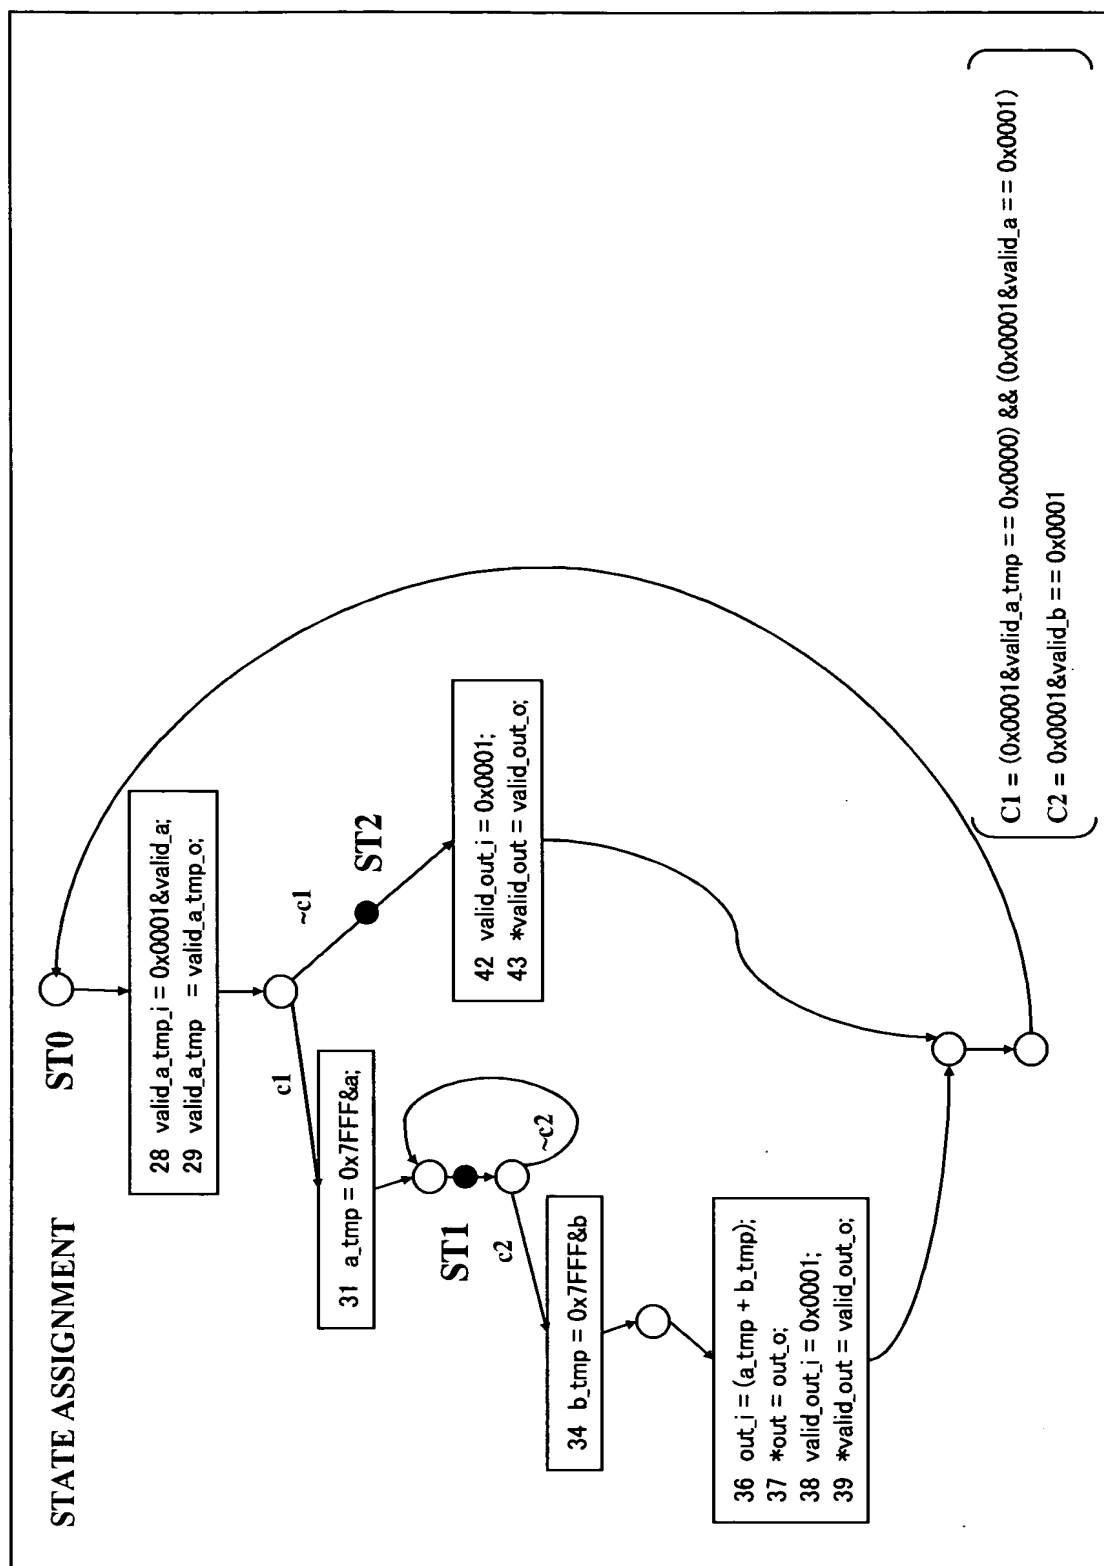 STATE ASSIGNMENT
ST0
28 valid_a_tmp_i = 0x0001&valid_a;
29 valid_a_tmp = valid_a_tmp_o;
c1
~c1
31 a_tmp = 0x7FFF&a;
ST2
ST1
c2
~c2
42 valid_out_i = 0x0001;
43 *valid_out = valid_out_o;
34 b_tmp = 0x7FFF&b
36 out_i = (a_tmp + b_tmp);
37 *out = out_o;
38 valid_out_i = 0x0001;
39 *valid_out = valid_out_o;
C1 = (0x0001&valid_a_tmp == 0x0000) && (0x0001&valid_a == 0x0001)
C2 = 0x0001&valid_b == 0x0001